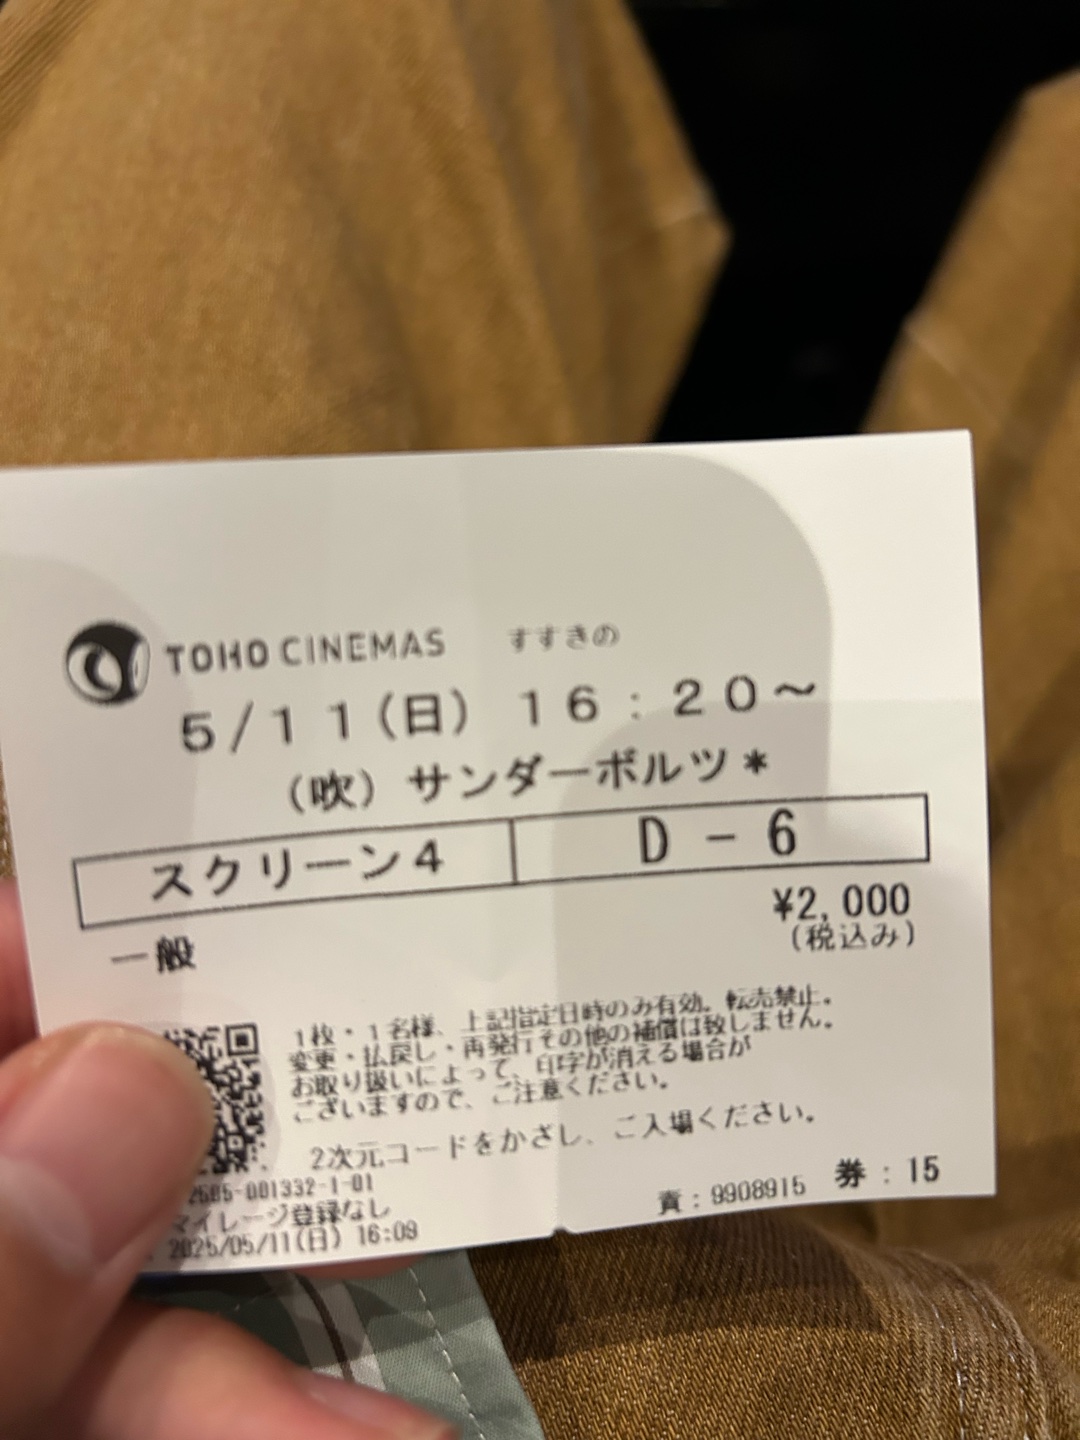 TOHO CINEMAS すすきの
5/11(日) 16:20～
(吹) サンダーボルツ*
スクリーン4 D-6
¥2,000
(税込み)
一般
1枚・1名様、上記指定日時のみ有効。転売禁止。
変更・払戻し・再発行その他の補償は致しません。
お取り扱いによって、印字が消える場合が
ございますので、ご注意ください。
2次元コードをかざし、ご入場ください。
2505-001332-1-01
マイレージ登録なし
責:9908915 券:15
2025/05/11(日) 16:09